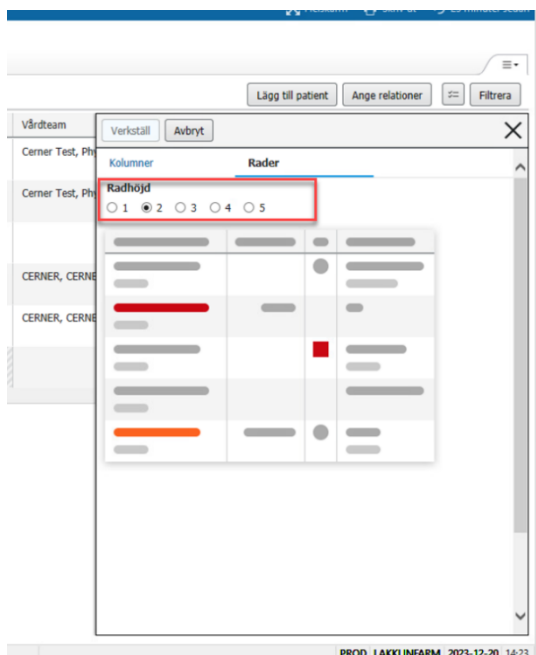 Lägg till patient Ange relationer Filtrera
Vårdteam Verkställ Avbryt
Cerner Test, Phy
Kolumner Rader
Cerner Test, Phy
Radhöjd
1 2 3 4 5
CERNER, CERNE
CERNER, CERNE
PROD LAKKLINFARM 2023-12-20 14:23